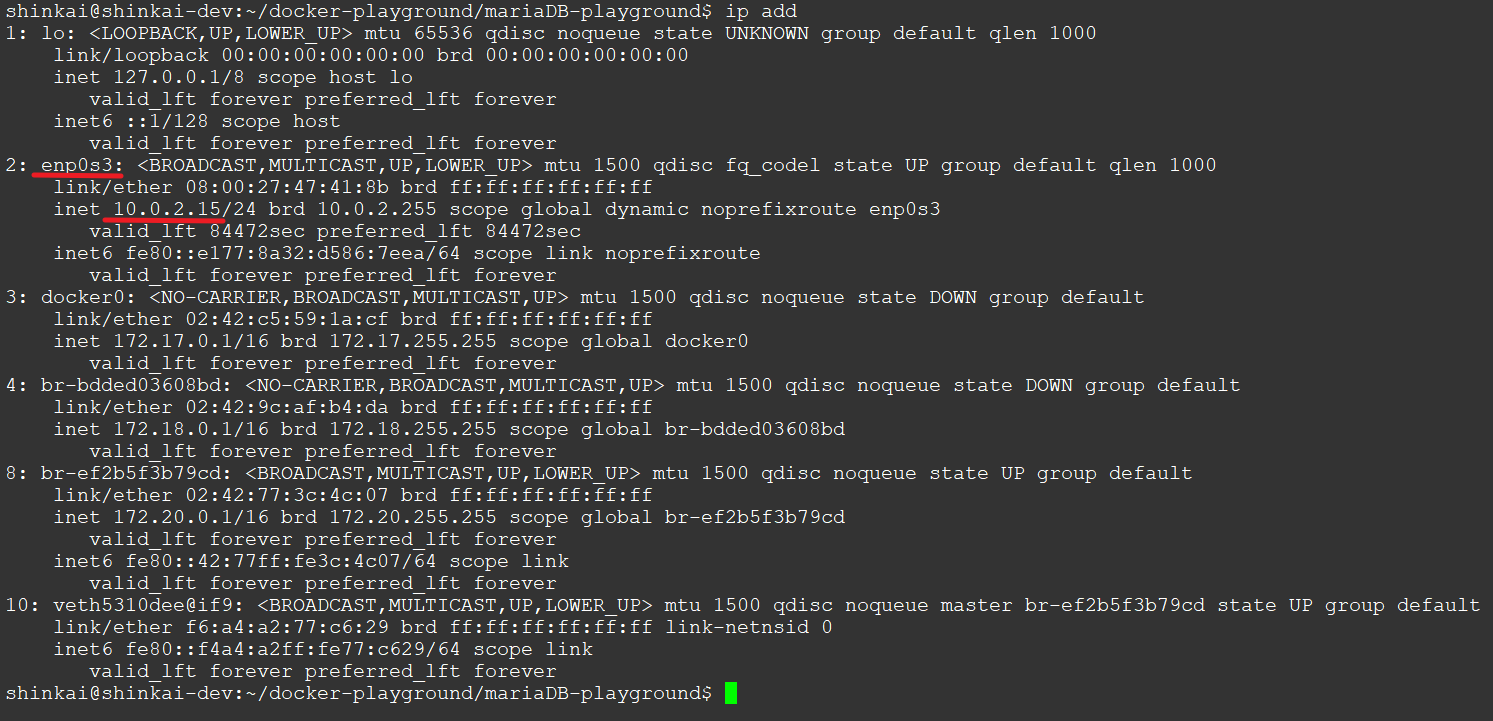 shinkai@shinkai-dev:~/docker-playground/mariaDB-playground$ ip add
1: lo: <LOOPBACK,UP,LOWER_UP> mtu 65536 qdisc noqueue state UNKNOWN group default qlen 1000
    link/loopback 00:00:00:00:00:00 brd 00:00:00:00:00:00
    inet 127.0.0.1/8 scope host lo
       valid_lft forever preferred_lft forever
    inet6 ::1/128 scope host
       valid_lft forever preferred_lft forever
2: enp0s3: <BROADCAST,MULTICAST,UP,LOWER_UP> mtu 1500 qdisc fq_codel state UP group default qlen 1000
    link/ether 08:00:27:47:41:8b brd ff:ff:ff:ff:ff:ff
    inet 10.0.2.15/24 brd 10.0.2.255 scope global dynamic noprefixroute enp0s3
       valid_lft 84472sec preferred_lft 84472sec
    inet6 fe80::e177:8a32:d586:7eea/64 scope link noprefixroute
       valid_lft forever preferred_lft forever
3: docker0: <NO-CARRIER,BROADCAST,MULTICAST,UP> mtu 1500 qdisc noqueue state DOWN group default
    link/ether 02:42:c5:59:1a:cf brd ff:ff:ff:ff:ff:ff
    inet 172.17.0.1/16 brd 172.17.255.255 scope global docker0
       valid_lft forever preferred_lft forever
4: br-bdded03608bd: <NO-CARRIER,BROADCAST,MULTICAST,UP> mtu 1500 qdisc noqueue state DOWN group default
    link/ether 02:42:9c:af:b4:da brd ff:ff:ff:ff:ff:ff
    inet 172.18.0.1/16 brd 172.18.255.255 scope global br-bdded03608bd
       valid_lft forever preferred_lft forever
8: br-ef2b5f3b79cd: <BROADCAST,MULTICAST,UP,LOWER_UP> mtu 1500 qdisc noqueue state UP group default
    link/ether 02:42:77:3c:4c:07 brd ff:ff:ff:ff:ff:ff
    inet 172.20.0.1/16 brd 172.20.255.255 scope global br-ef2b5f3b79cd
       valid_lft forever preferred_lft forever
    inet6 fe80::42:77ff:fe3c:4c07/64 scope link
       valid_lft forever preferred_lft forever
10: veth5310dee@if9: <BROADCAST,MULTICAST,UP,LOWER_UP> mtu 1500 qdisc noqueue master br-ef2b5f3b79cd state UP group default
    link/ether f6:a4:a2:77:c6:29 brd ff:ff:ff:ff:ff:ff link-netnsid 0
    inet6 fe80::f4a4:a2ff:fe77:c629/64 scope link
       valid_lft forever preferred_lft forever
shinkai@shinkai-dev:~/docker-playground/mariaDB-playground$